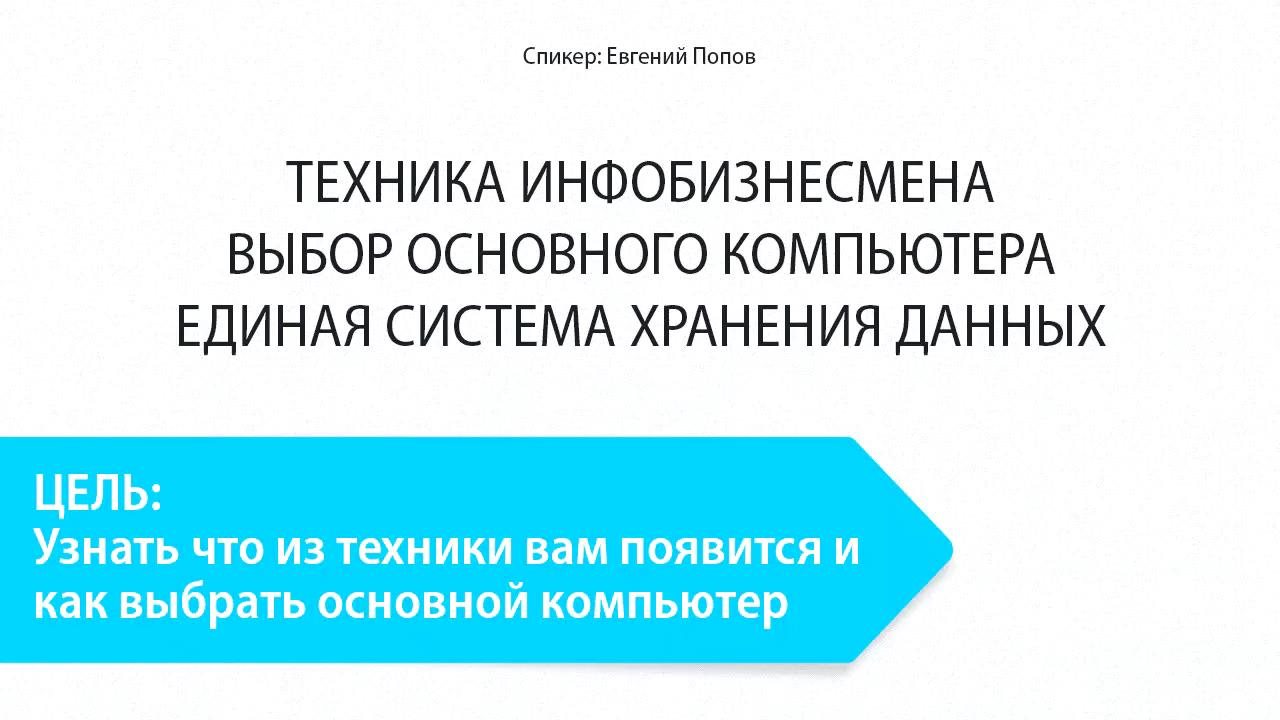 Спикер: Евгений Попов
ТЕХНИКА ИНФОБИЗНЕСМЕНА
ВЫБОР ОСНОВНОГО КОМПЬЮТЕРА
ЕДИНАЯ СИСТЕМА ХРАНЕНИЯ ДАННЫХ
ЦЕЛЬ:
Узнать что из техники вам появится и
как выбрать основной компьютер